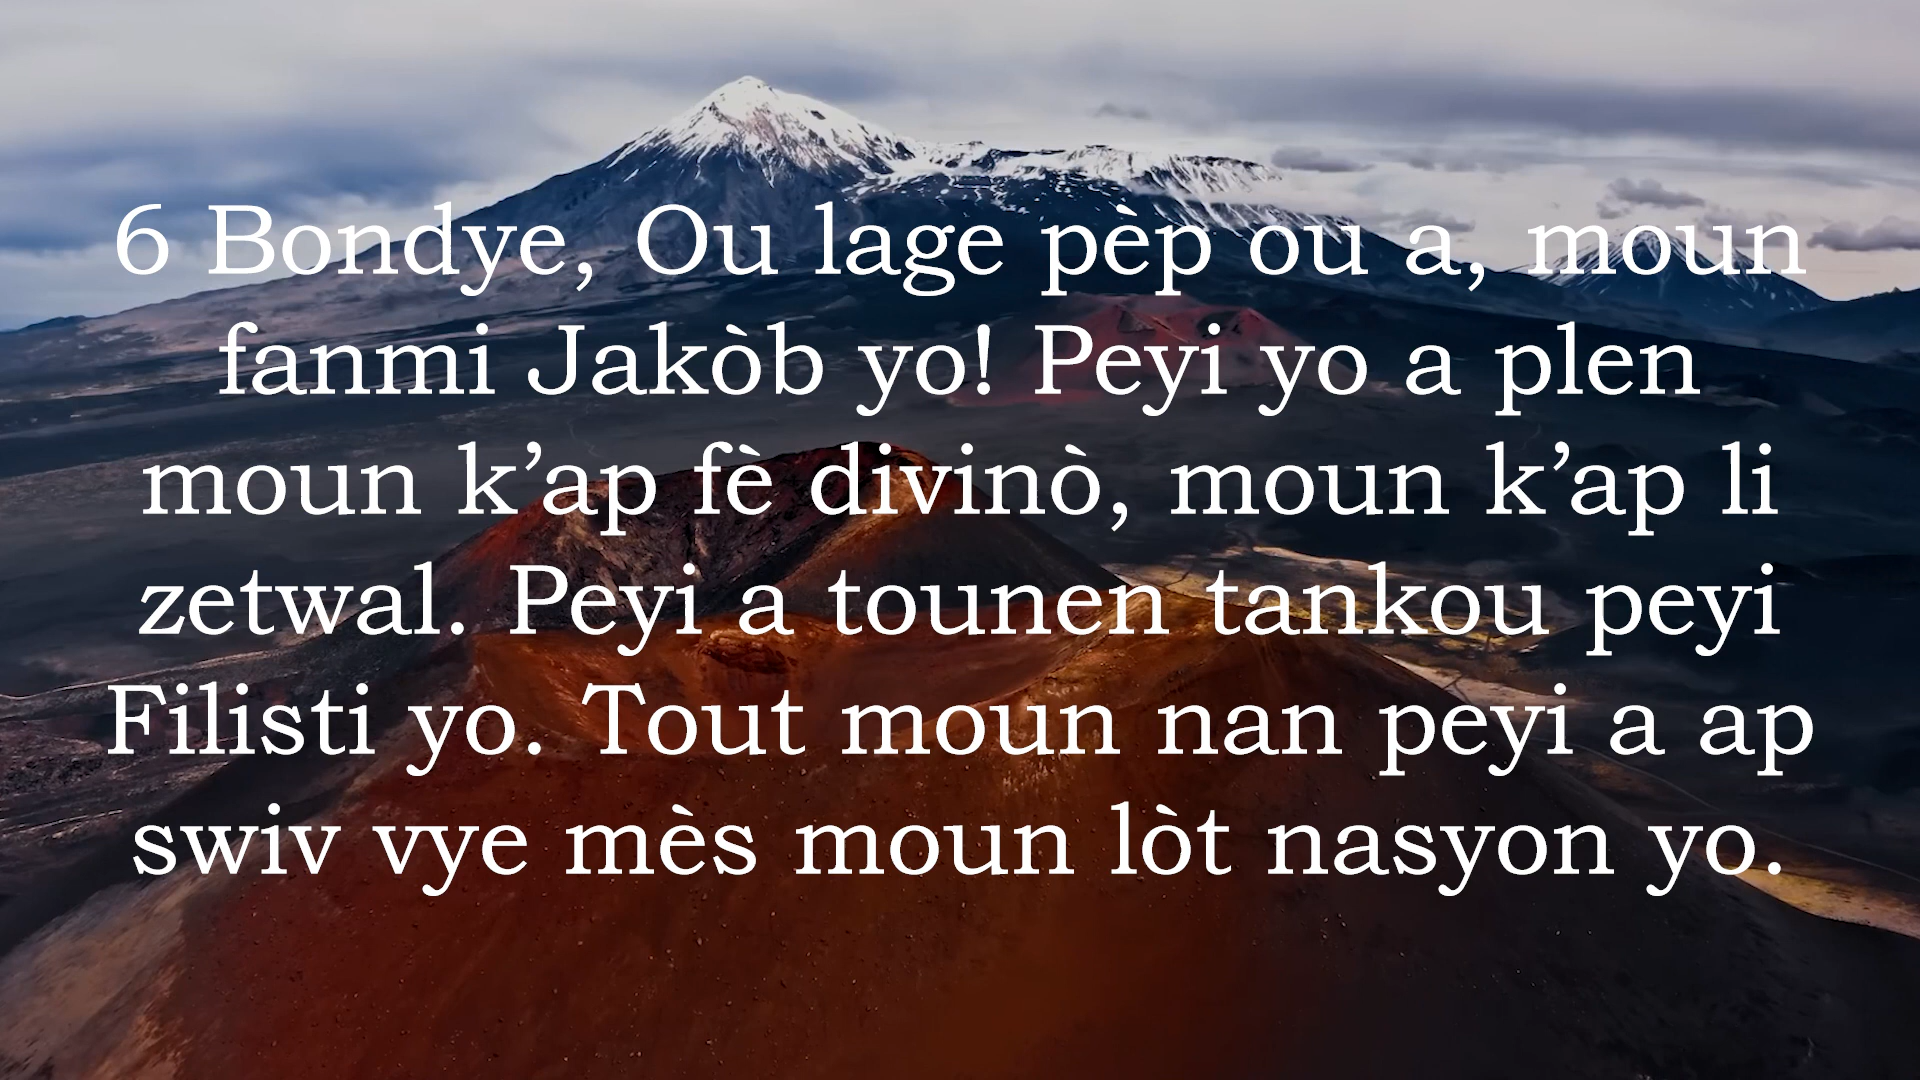 6 Bondye, Ou lage pèp ou a, moun
fanmi Jakòb yo! Peyi yo a plen
moun k’ap fè divinò, moun k’ap li
zetwal. Peyi a tounen tankou peyi
Filisti yo. Tout moun nan peyi a ap
swiv vye mès moun lòt nasyon yo.